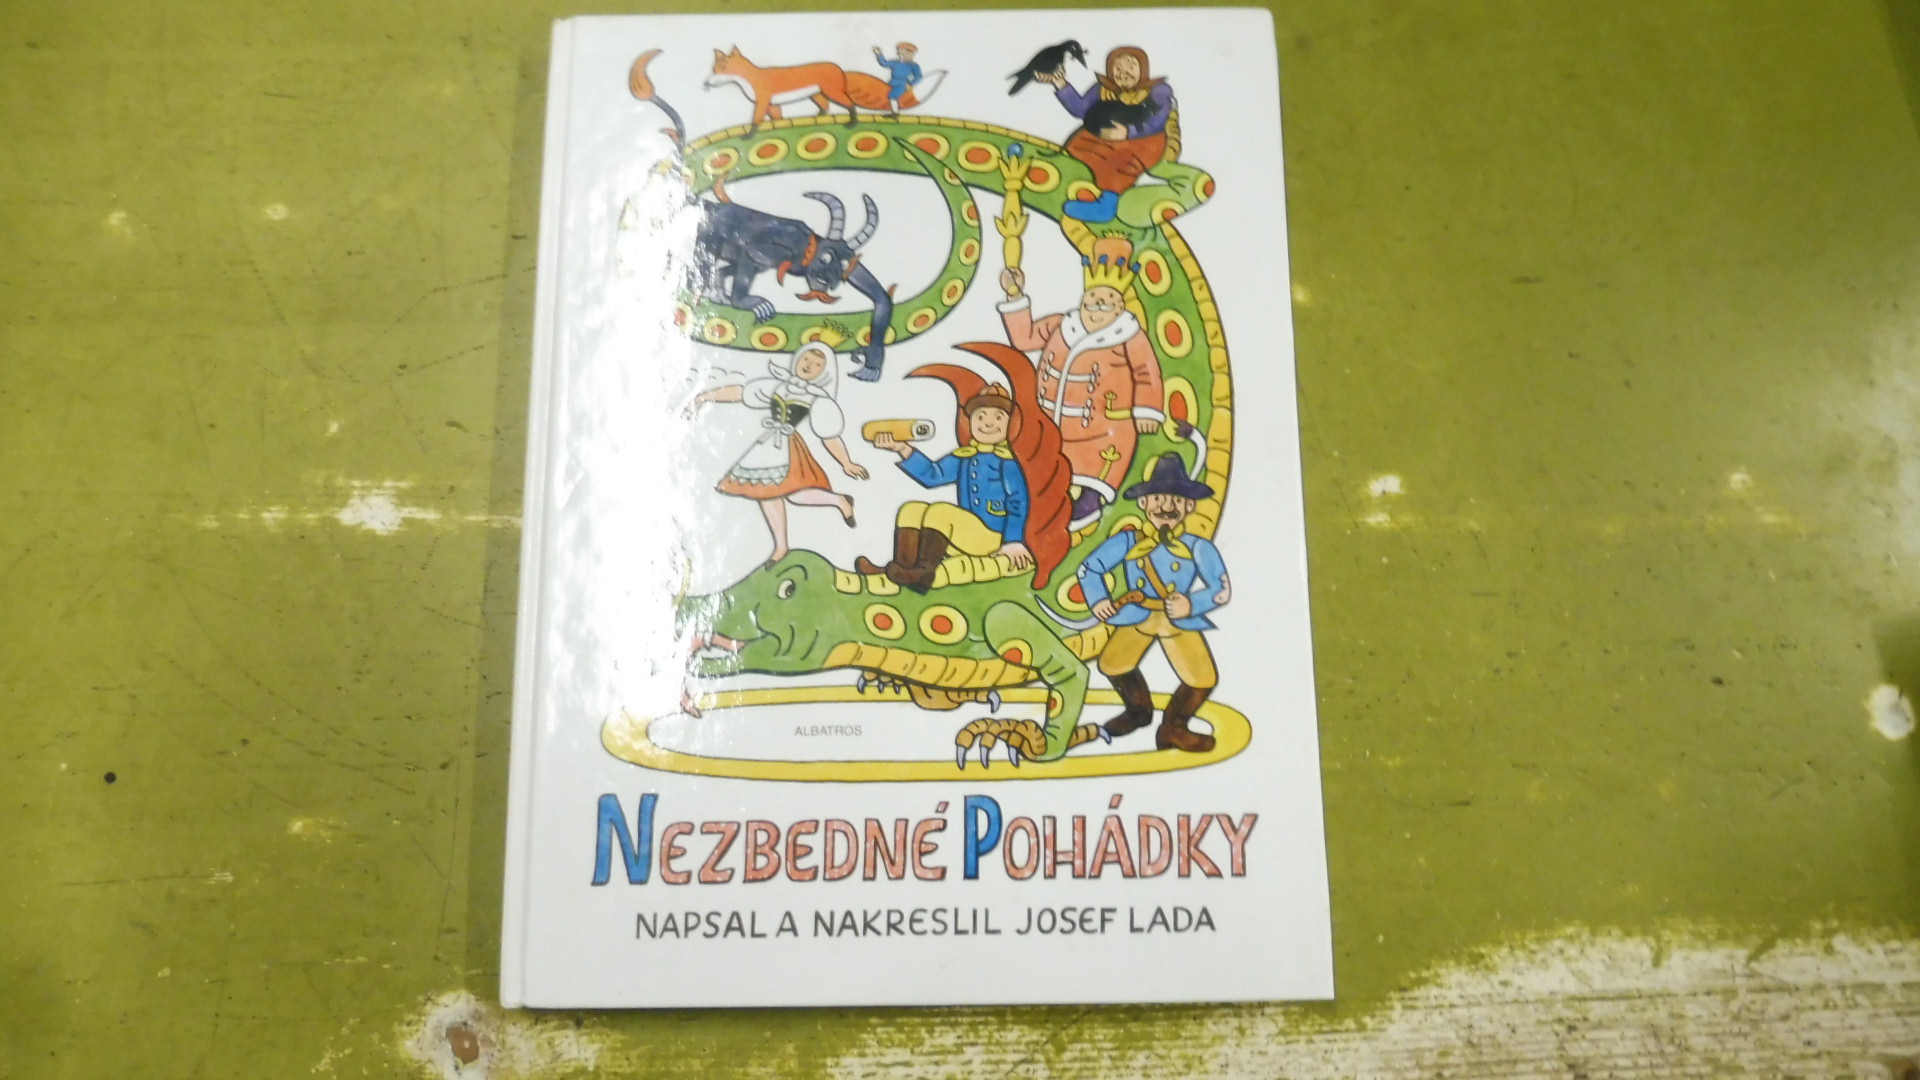 ALBATROS
NEZBEDNÉ POHÁDKY
NAPSAL A NAKRESLIL JOSEF LADA